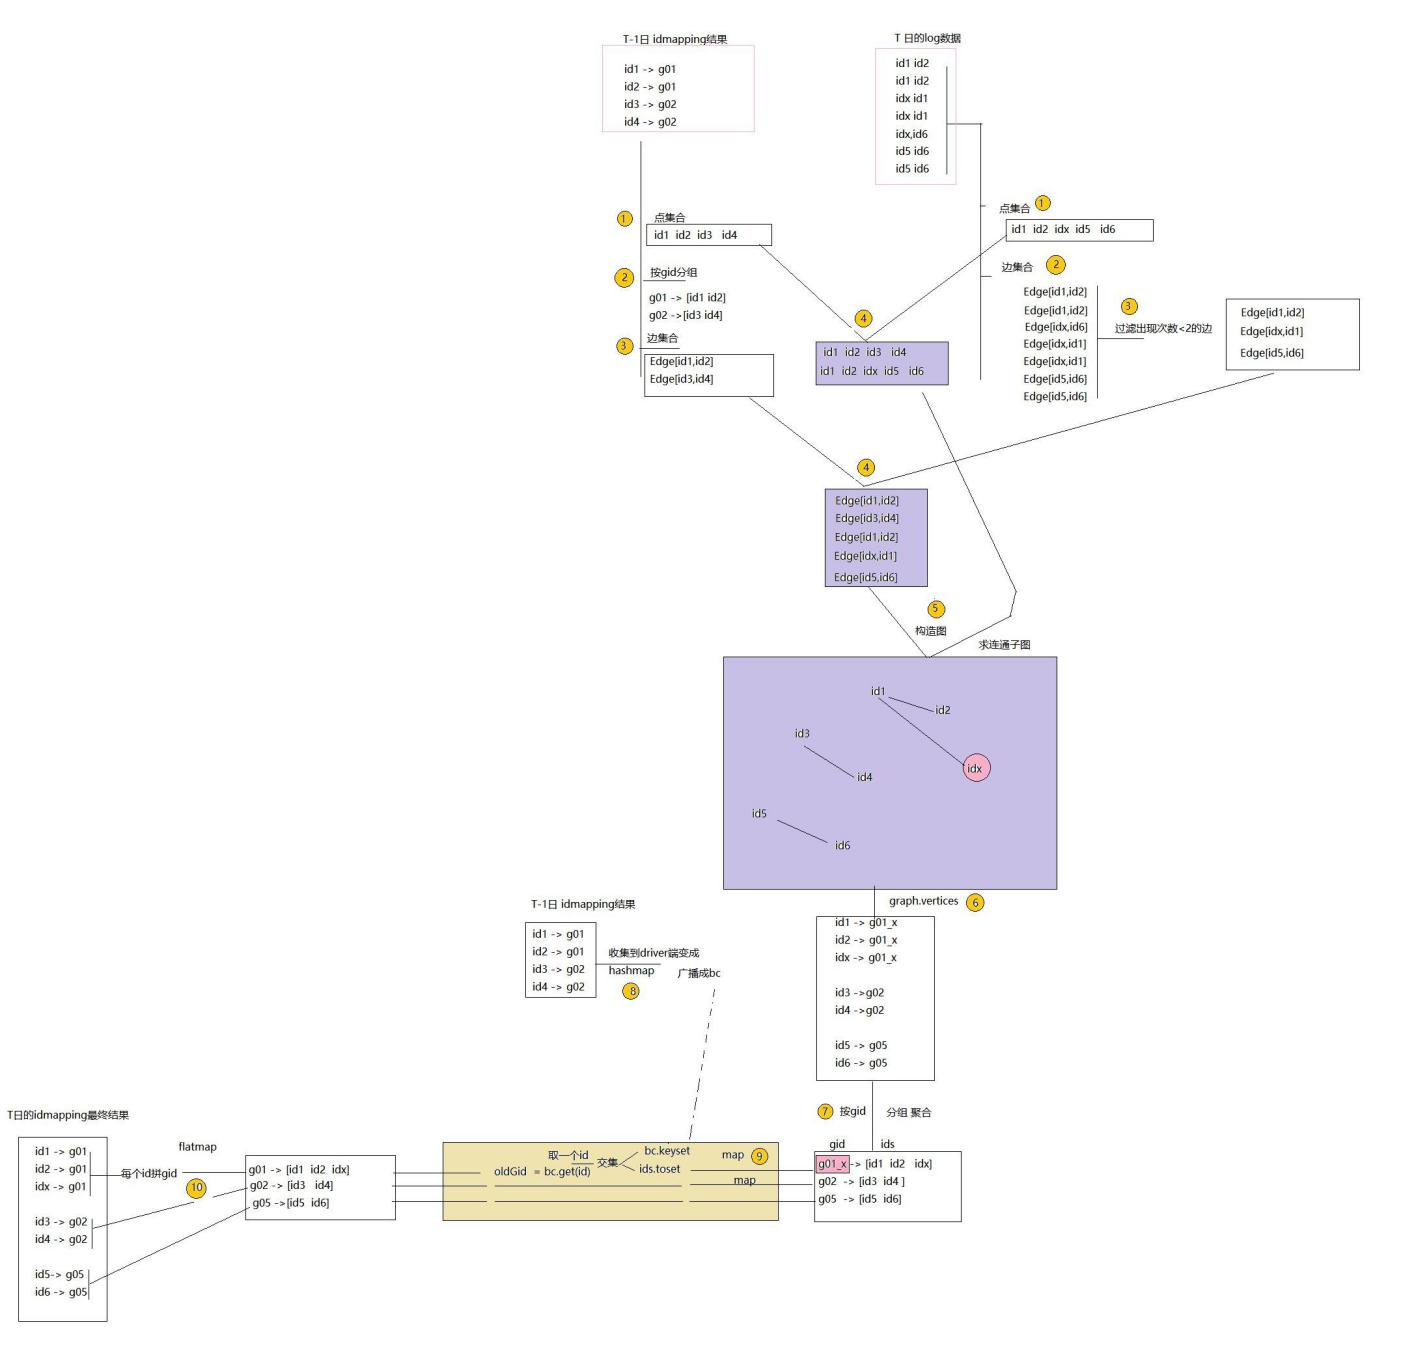 T-1日 idmapping结果
id1 -> g01
id2 -> g01
id3 -> g02
id4 -> g02
T 日的log数据
id1 id2
id1 id2
idx id1
idx id1
idx,id6
id5 id6
id5 id6
1
点集合
id1 id2 id3 id4
2
按gid分组
g01 -> [id1 id2]
g02 ->[id3 id4]
3
边集合
Edge[id1,id2]
Edge[id3,id4]
点集合
1
id1 id2 idx id5 id6
边集合
2
Edge[id1,id2]
Edge[id1,id2]
Edge[idx,id6]
Edge[idx,id1]
Edge[idx,id1]
Edge[id5,id6]
Edge[id5,id6]
3
过滤出现次数<2的边
Edge[id1,id2]
Edge[idx,id1]
Edge[id5,id6]
4
id1 id2 id3 id4
id1 id2 idx id5 id6
4
Edge[id1,id2]
Edge[id3,id4]
Edge[id1,id2]
Edge[idx,id1]
Edge[id5,id6]
5
构造图
求连通子图
id1
id2
id3
idx
id4
id5
id6
graph.vertices
6
id1 -> g01_x
id2 -> g01_x
idx -> g01_x
id3 ->g02
id4 ->g02
id5 -> g05
id6 -> g05
7
按gid
分组 聚合
gid
ids
g01_x -> [id1 id2 idx]
g02 -> [id3 id4 ]
g05 ->[id5 id6]
T-1日 idmapping结果
id1 -> g01
id2 -> g01
id3 -> g02
id4 -> g02
收集到driver端变成
hashmap
广播成bc
8
取一个id
交集
bc.keyset
ids.toset
oldGid = bc.get(id)
map
9
map
g01 -> [id1 id2 idx]
g02 -> [id3 id4]
g05 ->[id5 id6]
flatmap
每个id拼gid
10
T日的idmapping最终结果
id1 -> g01
id2 -> g01
idx -> g01
id3 -> g02
id4 -> g02
id5-> g05
id6 -> g05